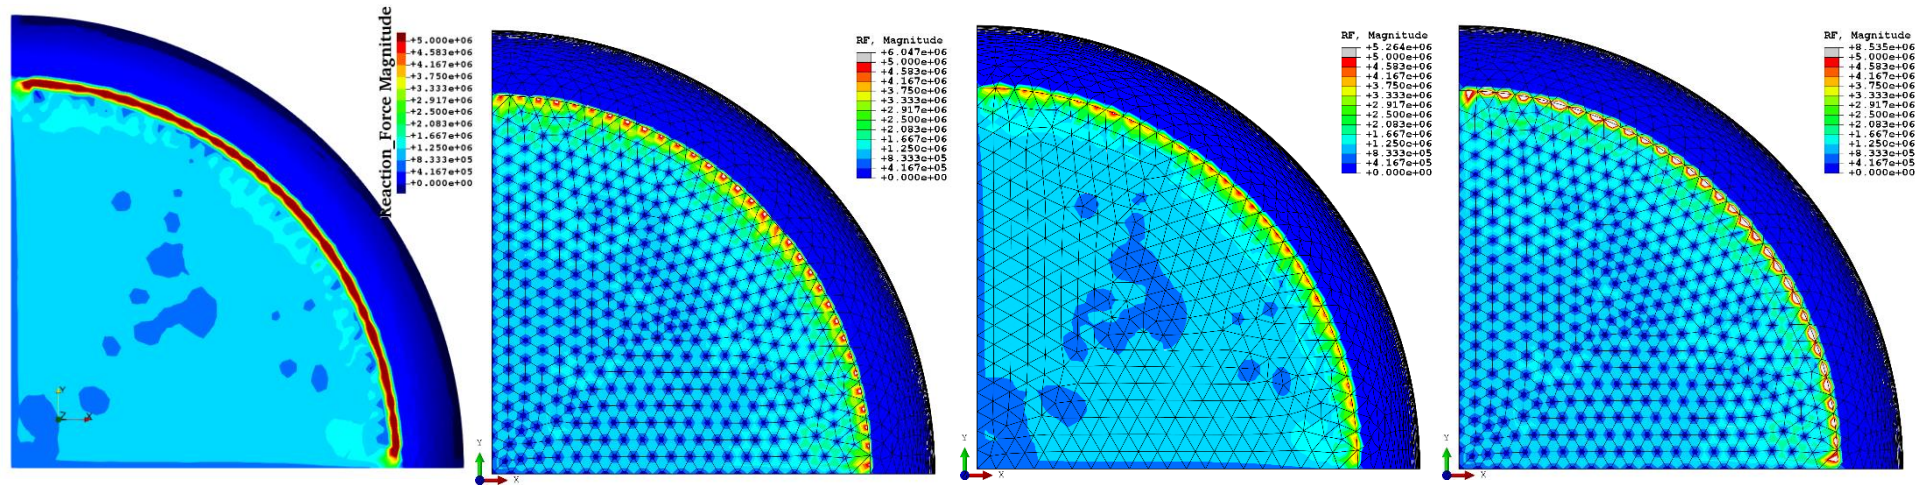 Reaction_Force Magnitude
+5.000e+06
+4.583e+06
+4.167e+06
+3.750e+06
+3.333e+06
+2.917e+06
+2.500e+06
+2.083e+06
+1.667e+06
+1.250e+06
+8.333e+05
+4.167e+05
+0.000e+00
Y
Z
X
RF, Magnitude
+6.047e+06
+5.000e+06
+4.583e+06
+4.167e+06
+3.750e+06
+3.333e+06
+2.917e+06
+2.500e+06
+2.083e+06
+1.667e+06
+1.250e+06
+8.333e+05
+4.167e+05
+0.000e+00
Y
X
RF, Magnitude
+5.264e+06
+5.000e+06
+4.583e+06
+4.167e+06
+3.750e+06
+3.333e+06
+2.917e+06
+2.500e+06
+2.083e+06
+1.667e+06
+1.250e+06
+8.333e+05
+4.167e+05
+0.000e+00
Y
X
RF, Magnitude
+8.535e+06
+5.000e+06
+4.583e+06
+4.167e+06
+3.750e+06
+3.333e+06
+2.917e+06
+2.500e+06
+2.083e+06
+1.667e+06
+1.250e+06
+8.333e+05
+4.167e+05
+0.000e+00
Y
X